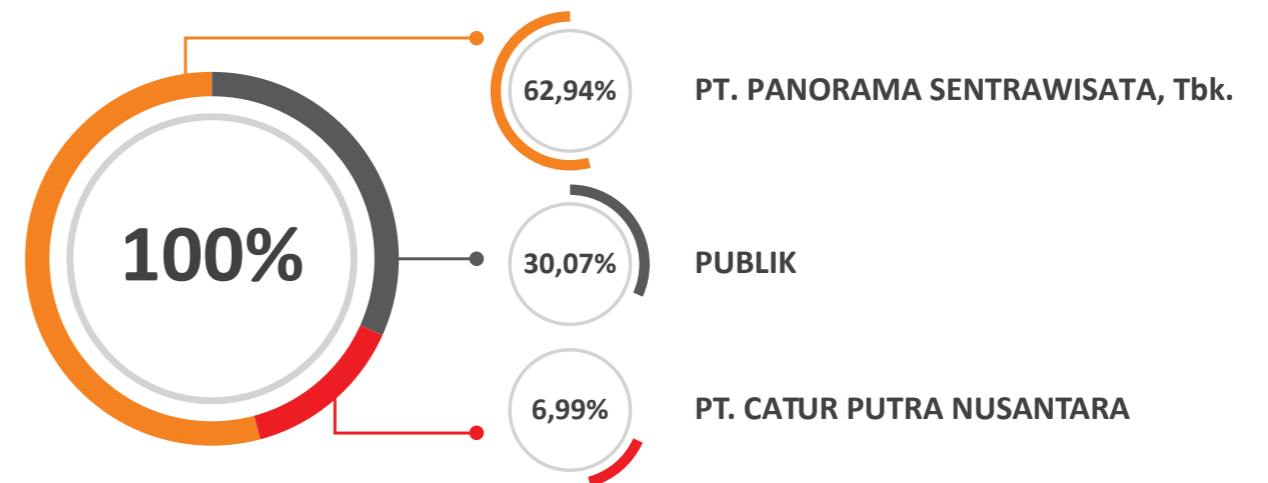 100%
62,94%
PT. PANORAMA SENTRAWISATA, Tbk.
30,07%
PUBLIK
6,99%
PT. CATUR PUTRA NUSANTARA